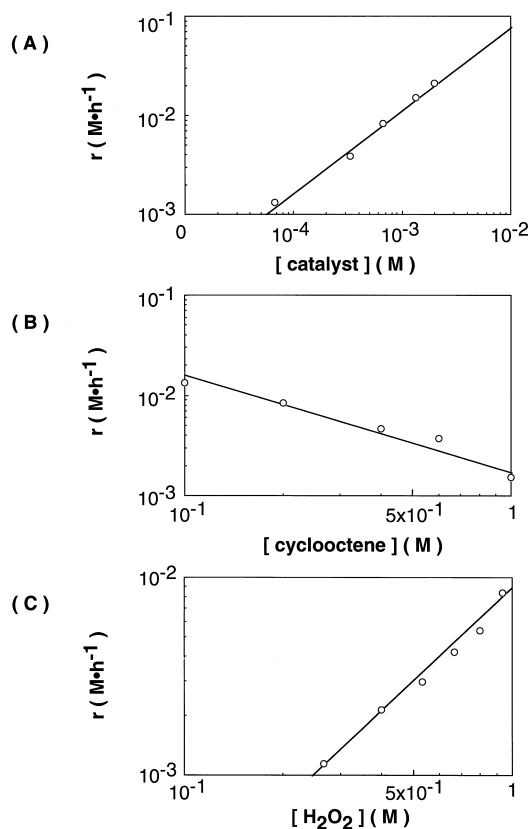 ( A )
10-1
10-2
10-3
r ( M•h-1 )
0
10-4
10-3
10-2
[ catalyst ] ( M )
( B )
10-1
10-2
10-3
r ( M•h-1 )
10-1
5x10-1
1
[ cyclooctene ] ( M )
( C )
10-2
10-3
r ( M•h-1 )
10-1
5x10-1
1
[ H2O2 ] ( M )